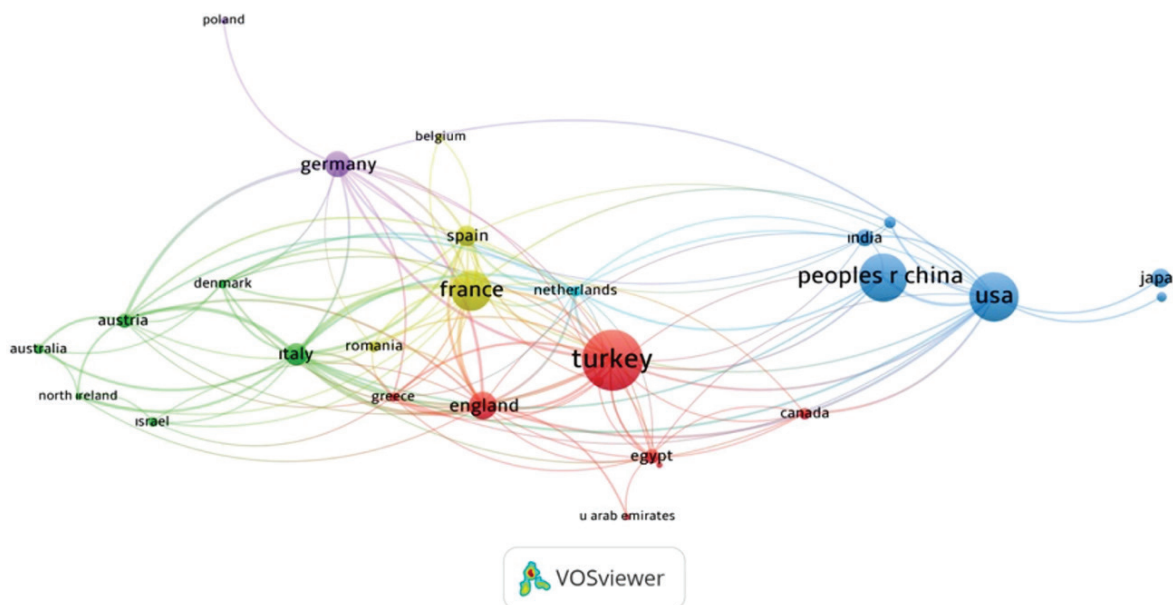 poland
belgium
germany
spain
india
denmark
france
netherlands
peoples r china
usa
japa
austria
australia
italy
romania
turkey
north ireland
greece
england
israel
canada
egypt
u arab emirates
VOSviewer